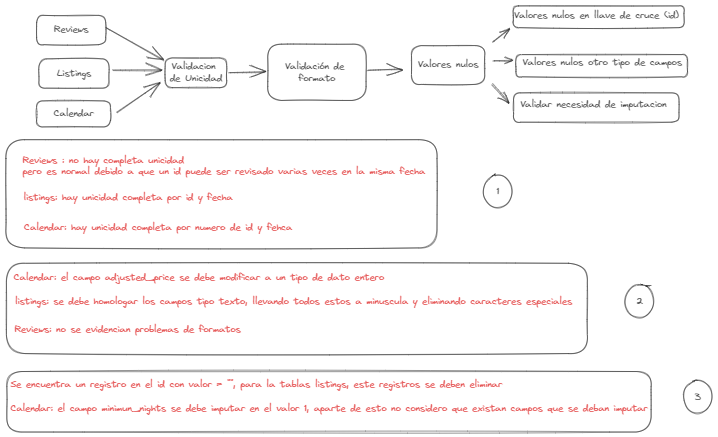 Reviews
Listings
Calendar
Validacion
de Unicidad
Validación de
formato
Valores nulos
Valores nulos en llave de cruce (id)
Valores nulos otro tipo de campos
Validar necesidad de imputacion
Reviews : no hay completa unicidad
pero es normal debido a que un id puede ser revisado varias veces en la misma fecha
listings: hay unicidad completa por id y fecha
Calendar: hay unicidad completa por numero de id y fehca
1
Calendar: el campo adjusted_price se debe modificar a un tipo de dato entero
listings: se debe homologar los campos tipo texto, llevando todos estos a minuscula y eliminando caracteres especiales
Reviews: no se evidencian problemas de formatos
2
Se encuentra un registro en el id con valor = "", para la tablas listings, este registros se deben eliminar
Calendar: el campo minimun_nights se debe imputar en el valor 1, aparte de esto no considero que existan campos que se deban imputar
3